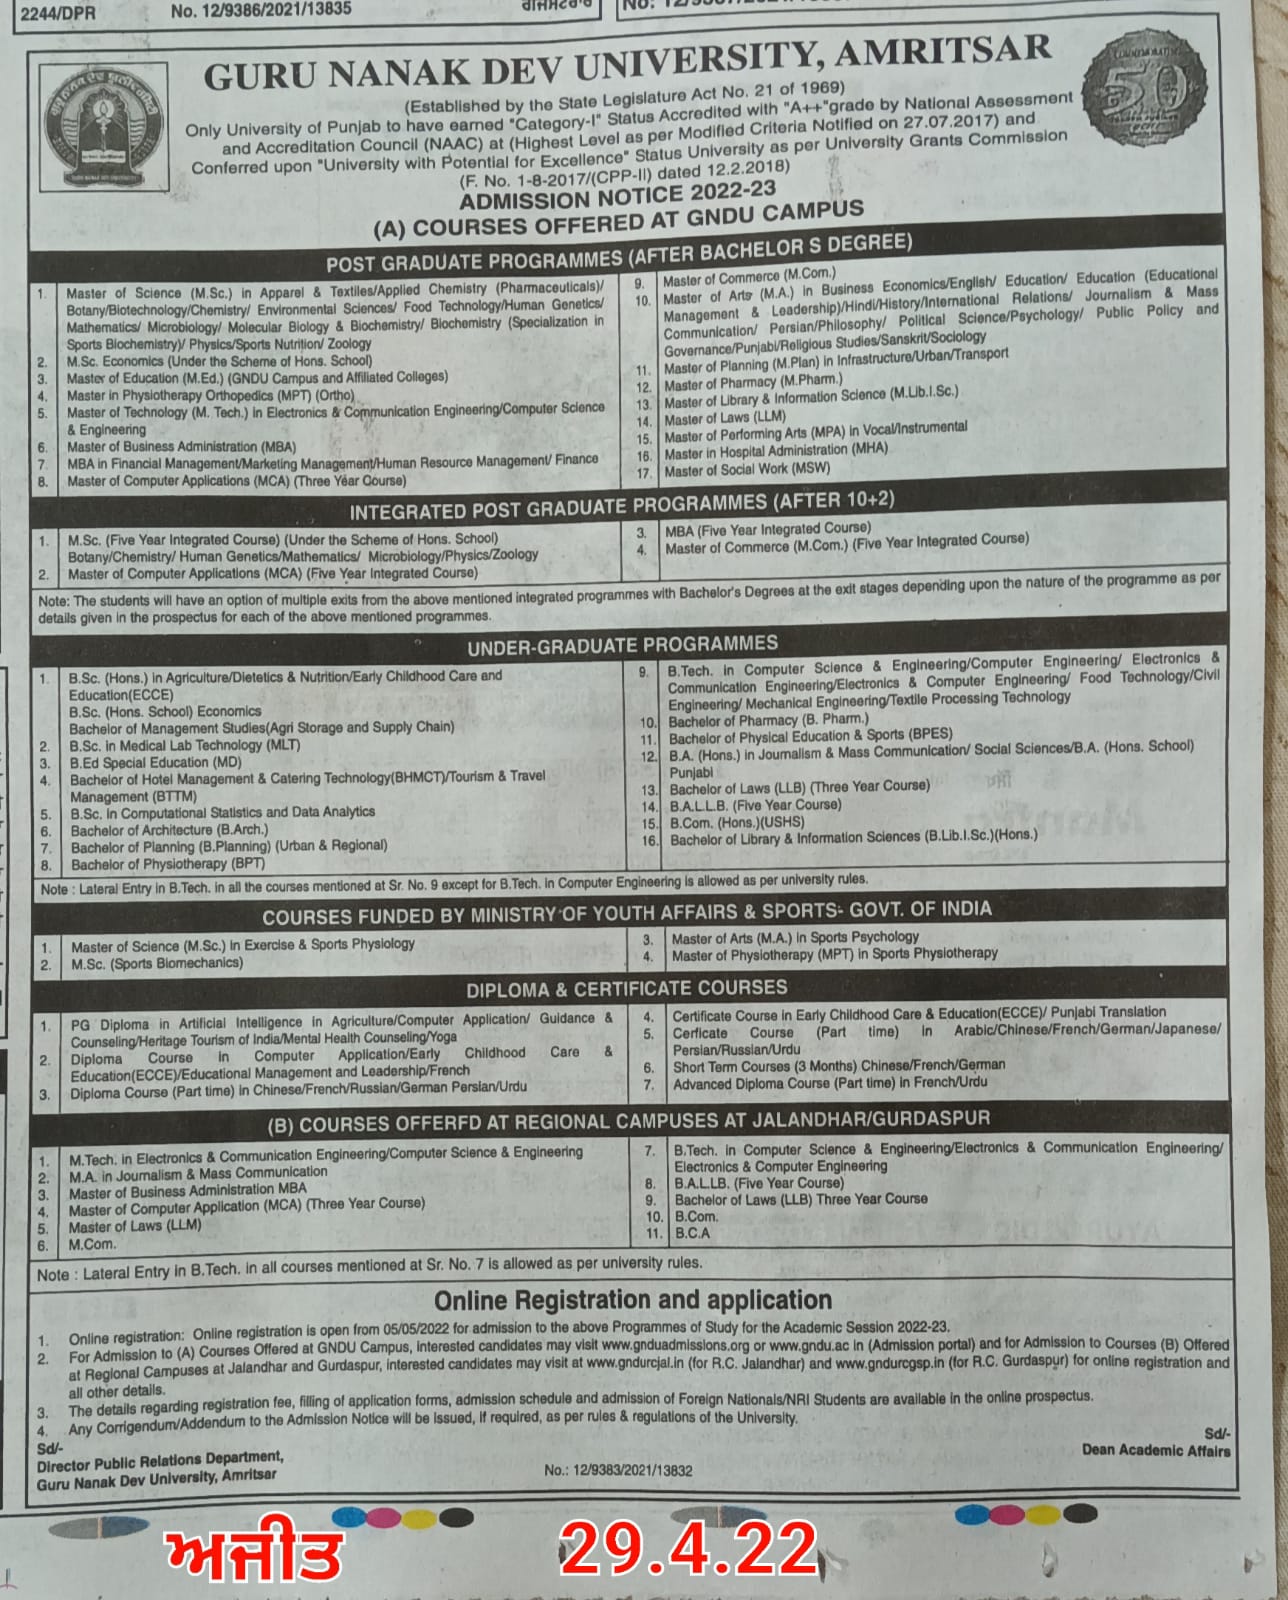 2244/DPR No. 12/9386/2021/13835
GURU NANAK DEV UNIVERSITY, AMRITSAR
(Established by the State Legislature Act No. 21 of 1969)
Only University of Punjab to have earned "Category-I" Status Accredited with "A++"grade by National Assessment
and Accreditation Council (NAAC) at (Highest Level as per Modified Criteria Notified on 27.07.2017) and
Conferred upon "University with Potential for Excellence" Status University as per University Grants Commission
(F. No. 1-8-2017/(CPP-II) dated 12.2.2018)
ADMISSION NOTICE 2022-23
(A) COURSES OFFERED AT GNDU CAMPUS
50
POST GRADUATE PROGRAMMES (AFTER BACHELOR S DEGREE)
1. Master of Science (M.Sc.) in Apparel & Textiles/Applied Chemistry (Pharmaceuticals)/
Botany/Biotechnology/Chemistry/ Environmental Sciences/ Food Technology/Human Genetics/
Mathematics/ Microbiology/ Molecular Biology & Biochemistry/ Biochemistry (Specialization in
Sports Biochemistry)/ Physics/Sports Nutrition/ Zoology
2. M.Sc. Economics (Under the Scheme of Hons. School)
3. Master of Education (M.Ed.) (GNDU Campus and Affiliated Colleges)
4. Master in Physiotherapy Orthopedics (MPT) (Ortho)
5. Master of Technology (M. Tech.) in Electronics & Communication Engineering/Computer Science
& Engineering
6. Master of Business Administration (MBA)
7. MBA in Financial Management/Marketing Management/Human Resource Management/ Finance
8. Master of Computer Applications (MCA) (Three Year Course)
9. Master of Commerce (M.Com.)
10. Master of Arts (M.A.) in Business Economics/English/ Education/ Education (Educational
Management & Leadership)/Hindi/History/International Relations/ Journalism & Mass
Communication/ Persian/Philosophy/ Political Science/Psychology/ Public Policy and
Governance/Punjabi/Religious Studies/Sanskrit/Sociology
11. Master of Planning (M.Plan) in Infrastructure/Urban/Transport
12. Master of Pharmacy (M.Pharm.)
13. Master of Library & Information Science (M.Lib.I.Sc.)
14. Master of Laws (LLM)
15. Master of Performing Arts (MPA) in Vocal/Instrumental
16. Master in Hospital Administration (MHA)
17. Master of Social Work (MSW)
INTEGRATED POST GRADUATE PROGRAMMES (AFTER 10+2)
1. M.Sc. (Five Year Integrated Course) (Under the Scheme of Hons. School)
Botany/Chemistry/ Human Genetics/Mathematics/ Microbiology/Physics/Zoology
2. Master of Computer Applications (MCA) (Five Year Integrated Course)
3. MBA (Five Year Integrated Course)
4. Master of Commerce (M.Com.) (Five Year Integrated Course)
Note: The students will have an option of multiple exits from the above mentioned integrated programmes with Bachelor's Degrees at the exit stages depending upon the nature of the programme as per
details given in the prospectus for each of the above mentioned programmes.
UNDER-GRADUATE PROGRAMMES
1. B.Sc. (Hons.) in Agriculture/Dietetics & Nutrition/Early Childhood Care and
Education(ECCE)
B.Sc. (Hons. School) Economics
Bachelor of Management Studies(Agri Storage and Supply Chain)
2. B.Sc. in Medical Lab Technology (MLT)
3. B.Ed Special Education (MD)
4. Bachelor of Hotel Management & Catering Technology(BHMCT)/Tourism & Travel
Management (BTTM)
5. B.Sc. in Computational Statistics and Data Analytics
6. Bachelor of Architecture (B.Arch.)
7. Bachelor of Planning (B.Planning) (Urban & Regional)
8. Bachelor of Physiotherapy (BPT)
9. B.Tech. in Computer Science & Engineering/Computer Engineering/ Electronics &
Communication Engineering/Electronics & Computer Engineering/ Food Technology/Civil
Engineering/ Mechanical Engineering/Textile Processing Technology
10. Bachelor of Pharmacy (B. Pharm.)
11. Bachelor of Physical Education & Sports (BPES)
12. B.A. (Hons.) in Journalism & Mass Communication/ Social Sciences/B.A. (Hons. School)
Punjabi
13. Bachelor of Laws (LLB) (Three Year Course)
14. B.A.L.L.B. (Five Year Course)
15. B.Com. (Hons.)(USHS)
16. Bachelor of Library & Information Sciences (B.Lib.I.Sc.)(Hons.)
Note : Lateral Entry in B.Tech. in all the courses mentioned at Sr. No. 9 except for B.Tech. in Computer Engineering is allowed as per university rules.
COURSES FUNDED BY MINISTRY OF YOUTH AFFAIRS & SPORTS- GOVT. OF INDIA
1. Master of Science (M.Sc.) in Exercise & Sports Physiology
2. M.Sc. (Sports Biomechanics)
3. Master of Arts (M.A.) in Sports Psychology
4. Master of Physiotherapy (MPT) in Sports Physiotherapy
DIPLOMA & CERTIFICATE COURSES
1. PG Diploma in Artificial Intelligence in Agriculture/Computer Application/ Guidance &
Counseling/Heritage Tourism of India/Mental Health Counseling/Yoga
2. Diploma Course in Computer Application/Early Childhood Care &
Education(ECCE)/Educational Management and Leadership/French
3. Diploma Course (Part time) in Chinese/French/Russian/German Persian/Urdu
4. Certificate Course in Early Childhood Care & Education(ECCE)/ Punjabi Translation
5. Cerficate Course (Part time) in Arabic/Chinese/French/German/Japanese/
Persian/Russian/Urdu
6. Short Term Courses (3 Months) Chinese/French/German
7. Advanced Diploma Course (Part time) in French/Urdu
(B) COURSES OFFERFD AT REGIONAL CAMPUSES AT JALANDHAR/GURDASPUR
1. M.Tech. in Electronics & Communication Engineering/Computer Science & Engineering
2. M.A. in Journalism & Mass Communication
3. Master of Business Administration MBA
4. Master of Computer Application (MCA) (Three Year Course)
5. Master of Laws (LLM)
6. M.Com.
7. B.Tech. in Computer Science & Engineering/Electronics & Communication Engineering/
Electronics & Computer Engineering
8. B.A.LLB. (Five Year Course)
9. Bachelor of Laws (LLB) Three Year Course
10. B.Com.
11. B.C.A
Note : Lateral Entry in B.Tech. in all courses mentioned at Sr. No. 7 is allowed as per university rules.
Online Registration and application
1. Online registration: Online registration is open from 05/05/2022 for admission to the above Programmes of Study for the Academic Session 2022-23.
2. For Admission to (A) Courses Offered at GNDU Campus, interested candidates may visit www.gnduadmissions.org or www.gndu.ac in (Admission portal) and for Admission to Courses (B) Offered
at Regional Campuses at Jalandhar and Gurdaspur, interested candidates may visit at www.gndurcjal.in (for R.C. Jalandhar) and www.gndurcgsp.in (for R.C. Gurdaspur) for online registration and
all other details.
3. The details regarding registration fee, filling of application forms, admission schedule and admission of Foreign Nationals/NRI Students are available in the online prospectus.
4. Any Corrigendum/Addendum to the Admission Notice will be issued, if required, as per rules & regulations of the University.
Sd/-
Director Public Relations Department,
Guru Nanak Dev University, Amritsar
No.: 12/9383/2021/13832
Sd/-
Dean Academic Affairs
ਅਜੀਤ 29.4.22